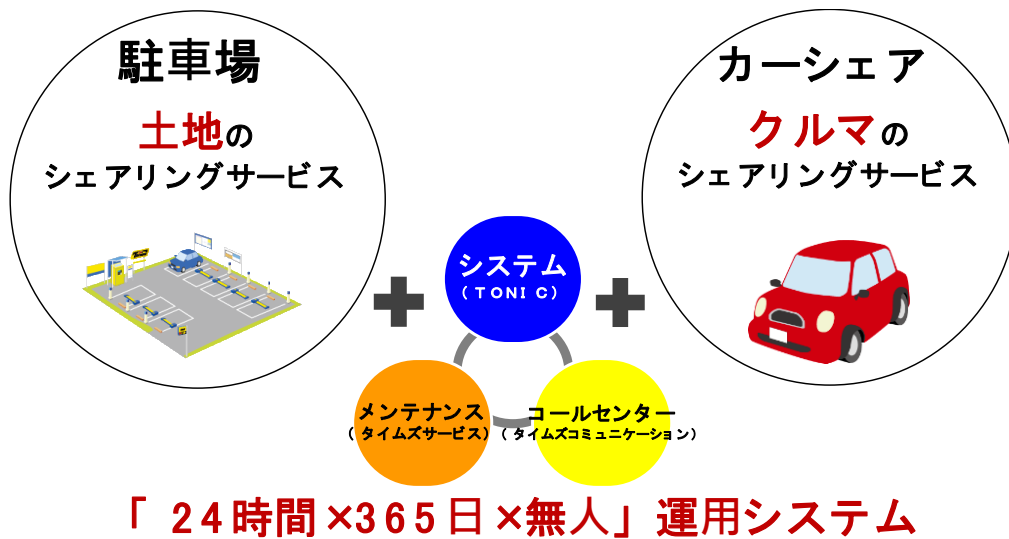 駐車場
土地の
シェアリングサービス
カーシェア
クルマの
シェアリングサービス
システム
(TONIC)
メンテナンス
(タイムズサービス)
コールセンター
(タイムズコミュニケーション)
「24時間×365日×無人」運用システム